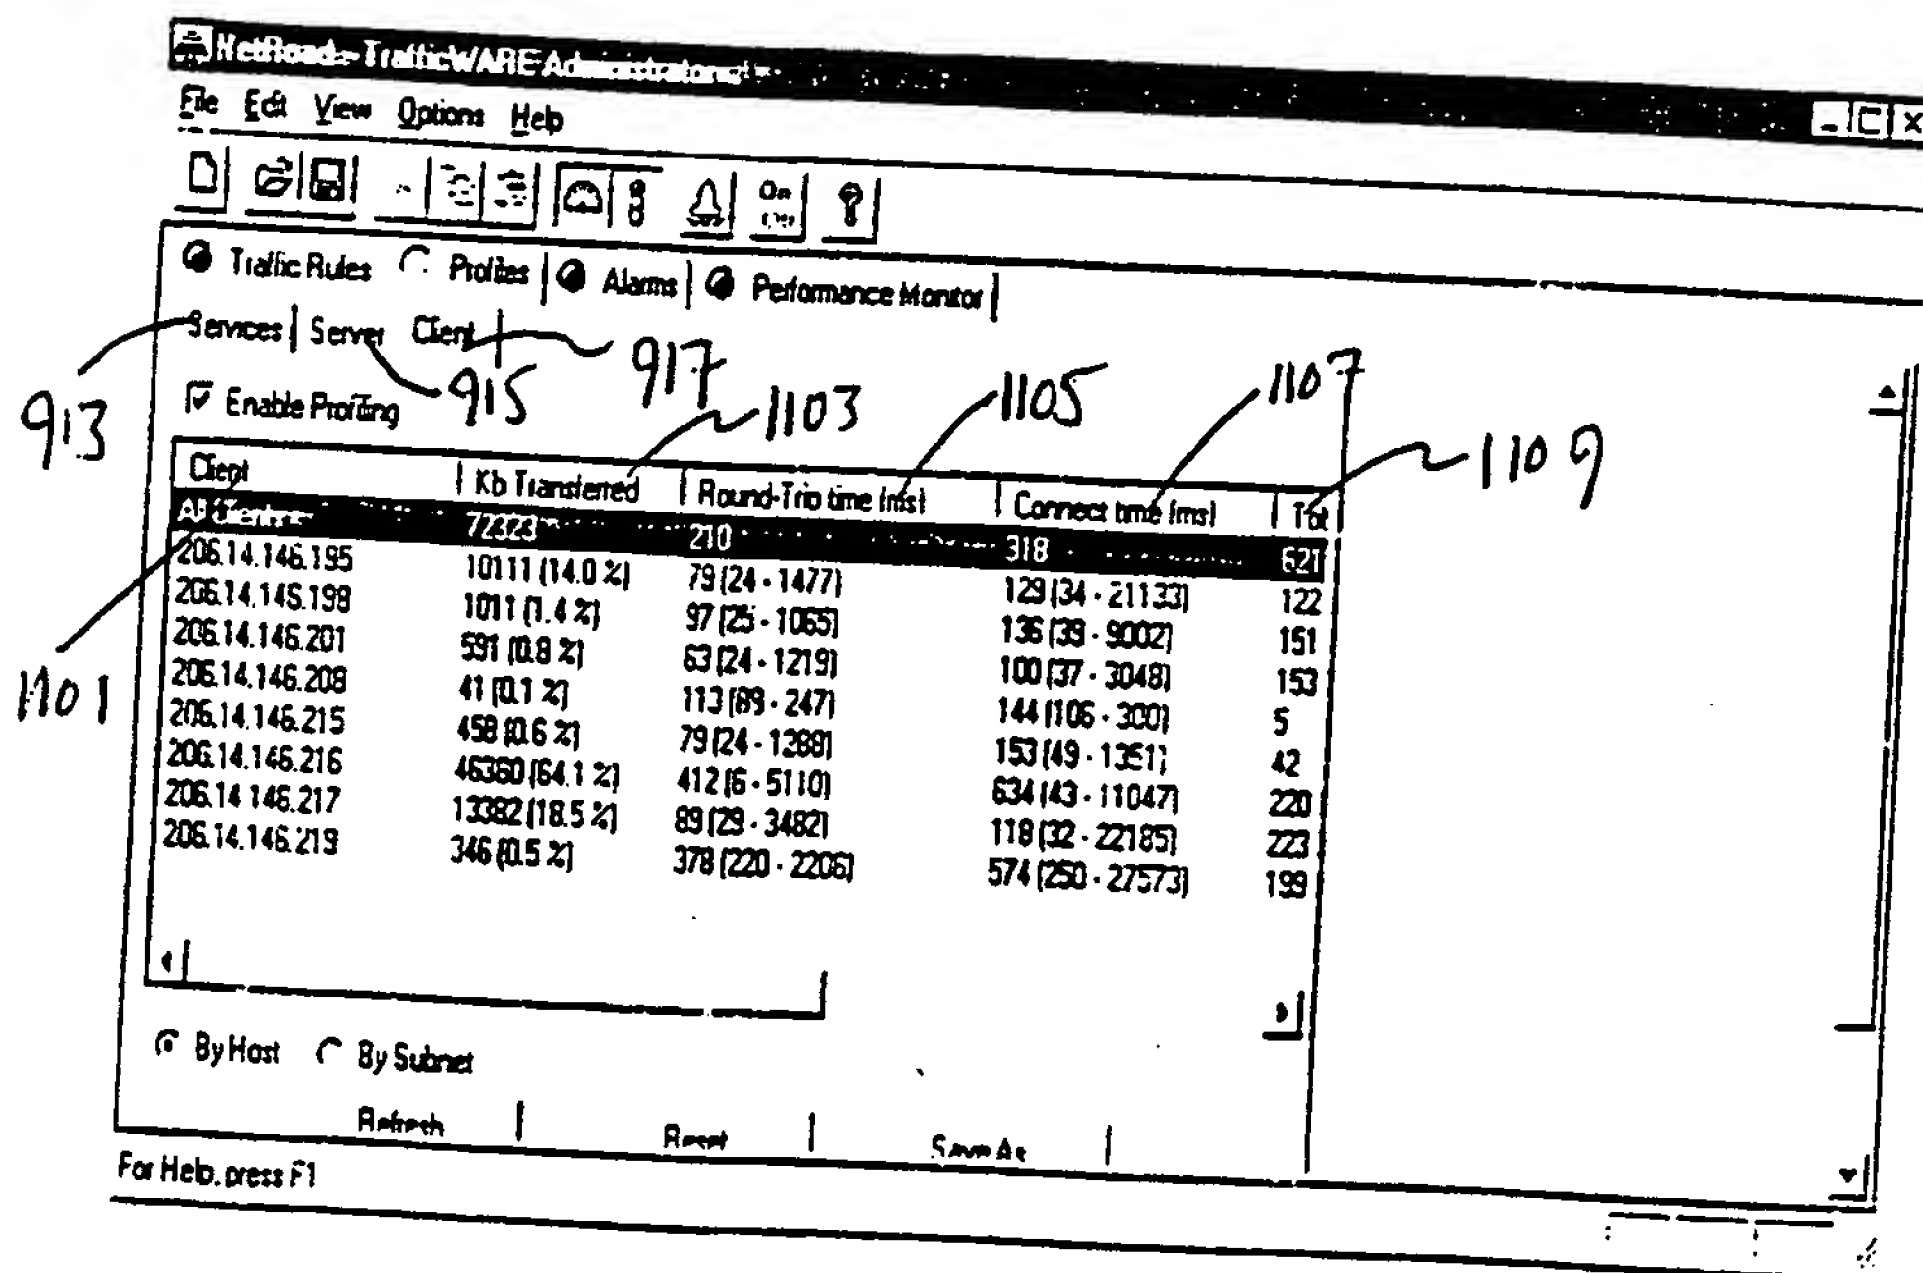 NetRoad - TrafficWARE Administrator
File Edit View Options Help
On
Traffic Rules Profiles Alarms Performance Monitor
Services Server Client
913 915 917 1103 1105 1107 1109
Enable Profiling
Client Kb Transferred Round-Trip time (ms) Connect time (ms) Tot
All Clients 72323 210 318 621
206.14.146.195 10111 (14.0 %) 79 (24 - 1477) 129 (34 - 21133) 122
206.14.146.198 1011 (1.4 %) 97 (25 - 1065) 136 (39 - 9002) 151
206.14.146.201 591 (0.8 %) 63 (24 - 1219) 100 (37 - 3048) 153
206.14.146.208 41 (0.1 %) 113 (89 - 247) 144 (106 - 300) 5
206.14.146.215 458 (0.6 %) 79 (24 - 1288) 153 (49 - 1351) 42
206.14.146.216 46360 (64.1 %) 412 (6 - 5110) 634 (43 - 11047) 220
206.14.146.217 13382 (18.5 %) 89 (29 - 3482) 118 (32 - 22185) 223
206.14.146.219 346 (0.5 %) 378 (220 - 2206) 574 (250 - 27573) 199
1101
By Host By Subnet
Refresh Reset Save As
For Help, press F1